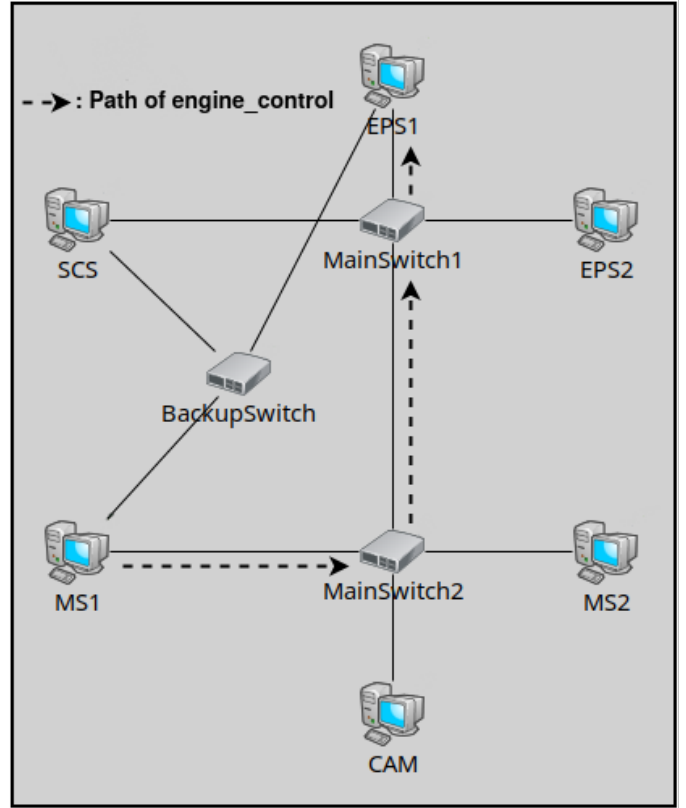 : Path of engine_control
EPS1
SCS
MainSwitch1
EPS2
BackupSwitch
MS1
MainSwitch2
MS2
CAM